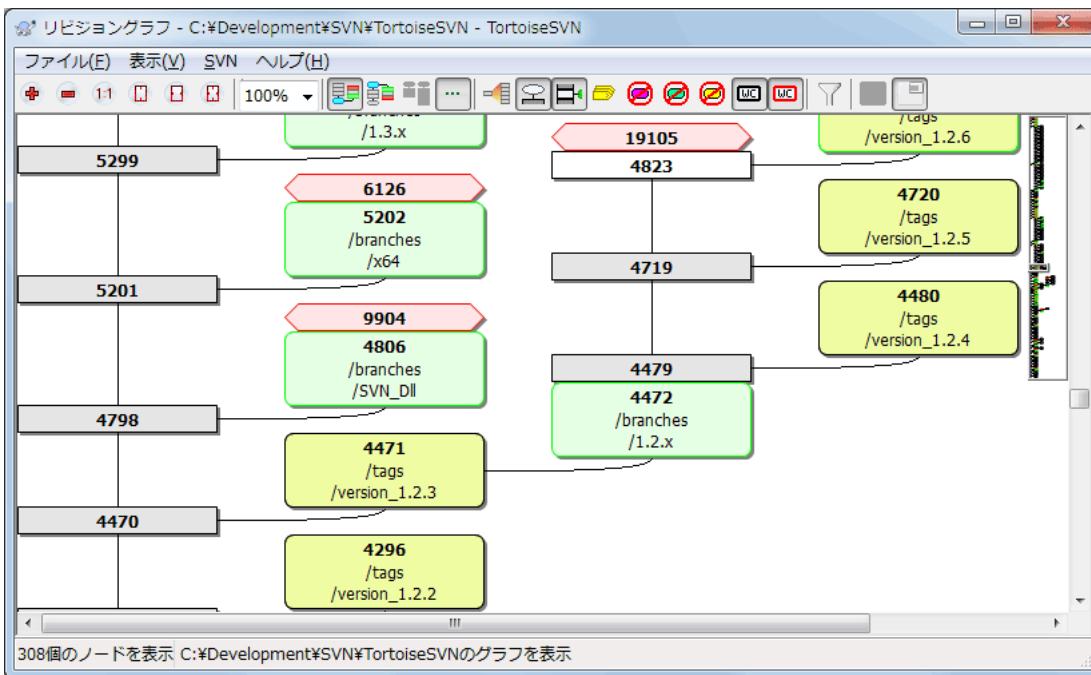 リビジョングラフ - C:¥Development¥SVN¥TortoiseSVN - TortoiseSVN
ファイル(F) 表示(V) SVN ヘルプ(H)
1:1 100% WC WC
/branches
/1.3.x
5299
6126
5202
/branches
/x64
5201
9904
4806
/branches
/SVN_Dll
4798
4471
/tags
/version_1.2.3
4470
4296
/tags
/version_1.2.2
19105
4823
4719
4479
4472
/branches
/1.2.x
/tags
/version_1.2.6
4720
/tags
/version_1.2.5
4480
/tags
/version_1.2.4
308個のノードを表示 C:¥Development¥SVN¥TortoiseSVNのグラフを表示